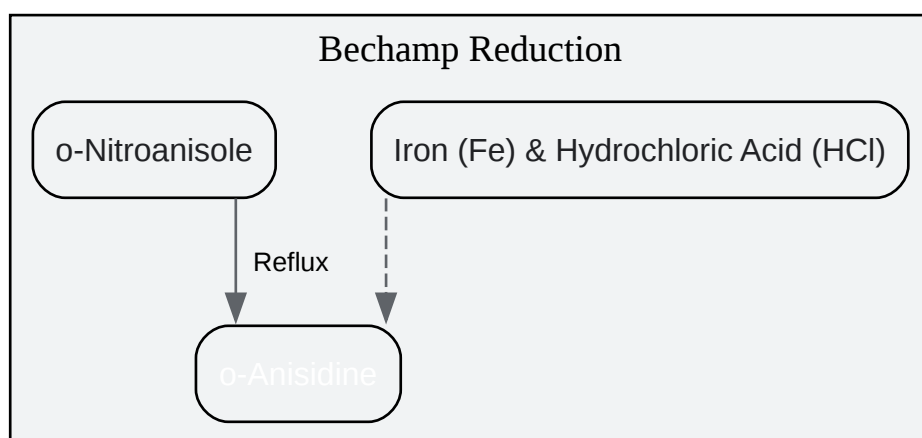 Bechamp Reduction
o-Nitroanisole
Iron (Fe) & Hydrochloric Acid (HCl)
Reflux
o-Anisidine